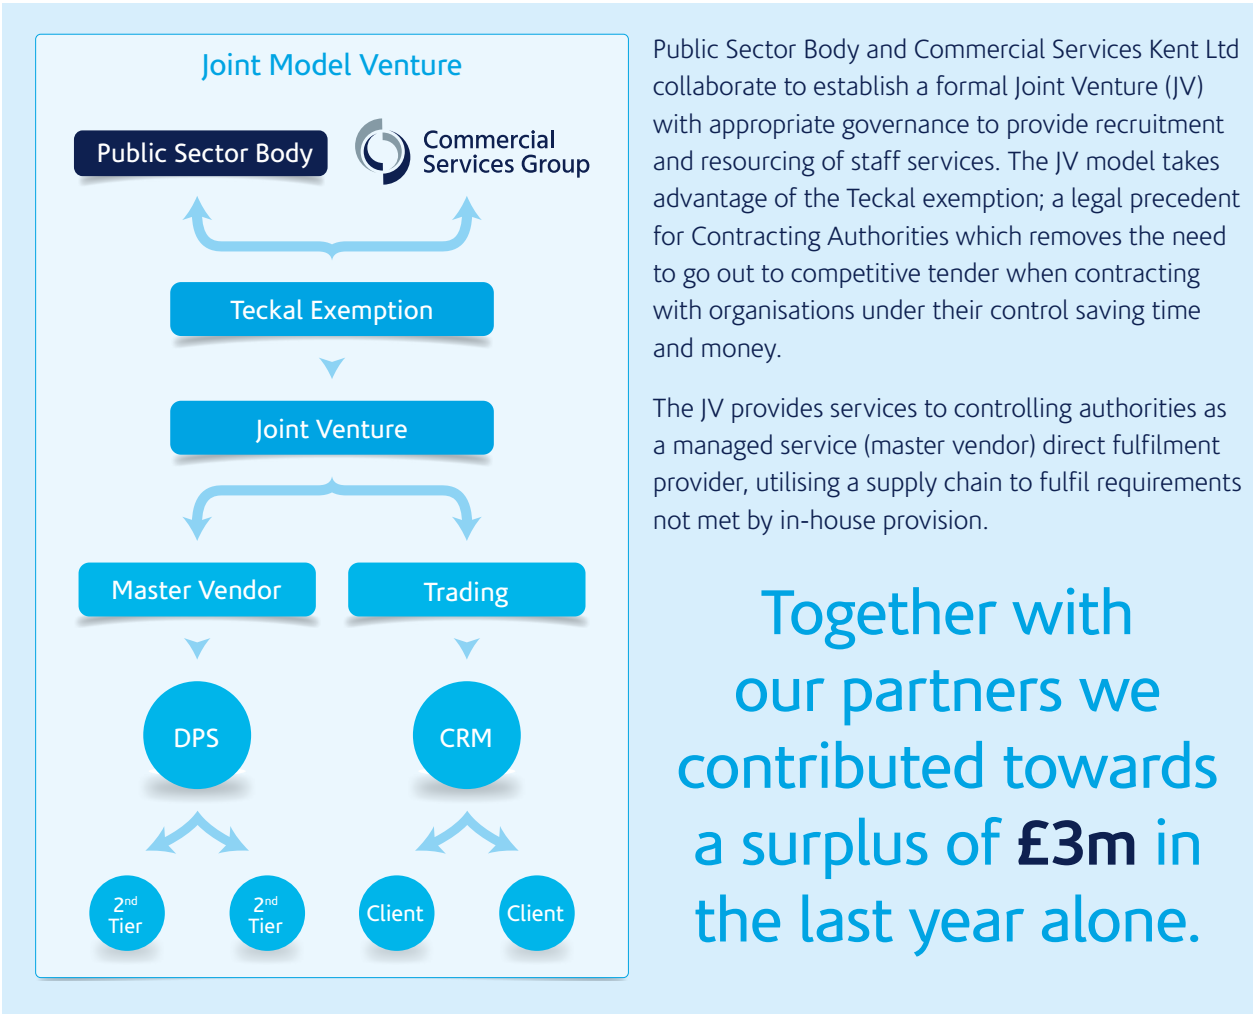 Joint Model Venture
Public Sector Body
Commercial
Services Group
Teckal Exemption
Joint Venture
Master Vendor
Trading
DPS
CRM
2nd
Tier
2nd
Tier
Client
Client
Public Sector Body and Commercial Services Kent Ltd
collaborate to establish a formal Joint Venture (JV)
with appropriate governance to provide recruitment
and resourcing of staff services. The JV model takes
advantage of the Teckal exemption; a legal precedent
for Contracting Authorities which removes the need
to go out to competitive tender when contracting
with organisations under their control saving time
and money.
The JV provides services to controlling authorities as
a managed service (master vendor) direct fulfilment
provider, utilising a supply chain to fulfil requirements
not met by in-house provision.
Together with
our partners we
contributed towards
a surplus of £3m in
the last year alone.